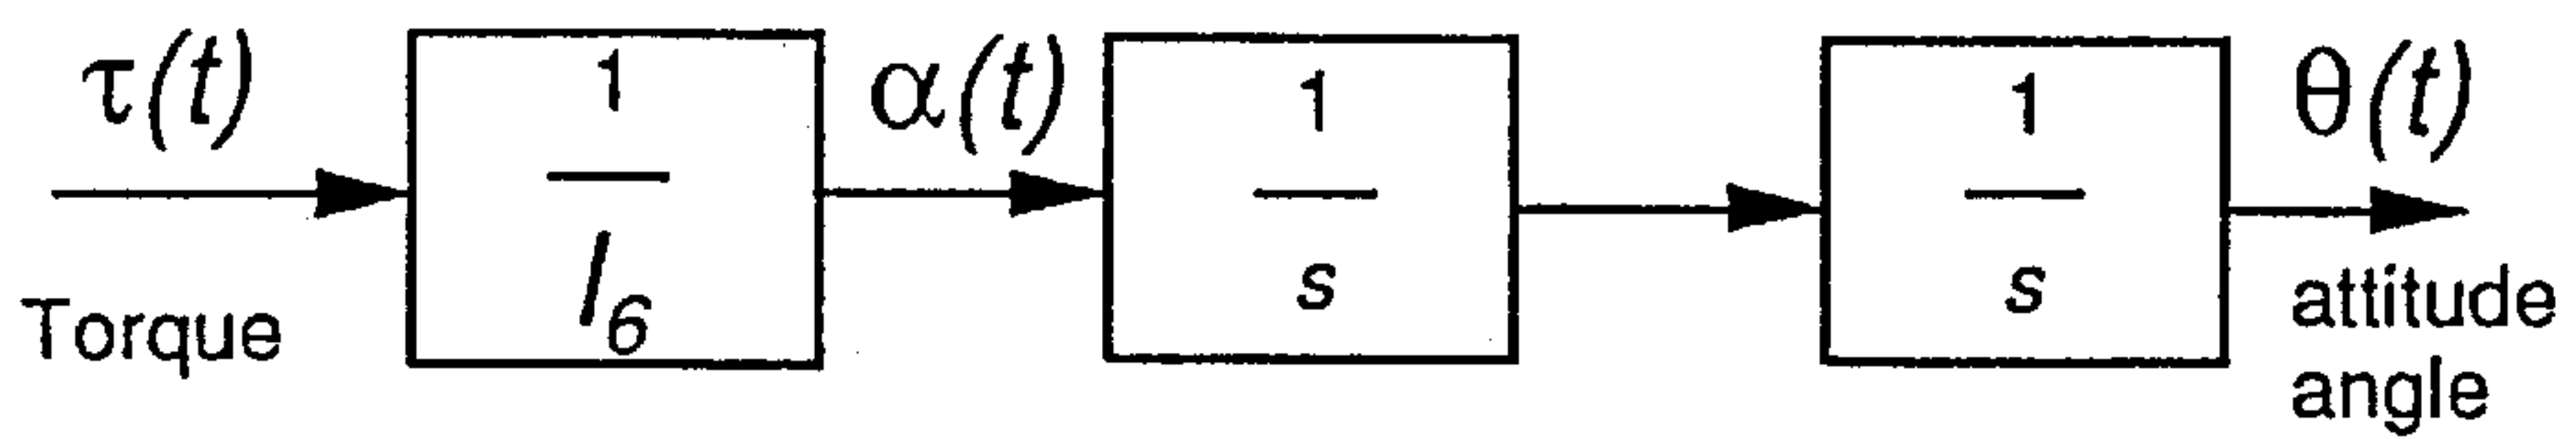 τ(t)
Torque
1
I6
α(t)
1
s
1
s
θ(t)
attitude
angle